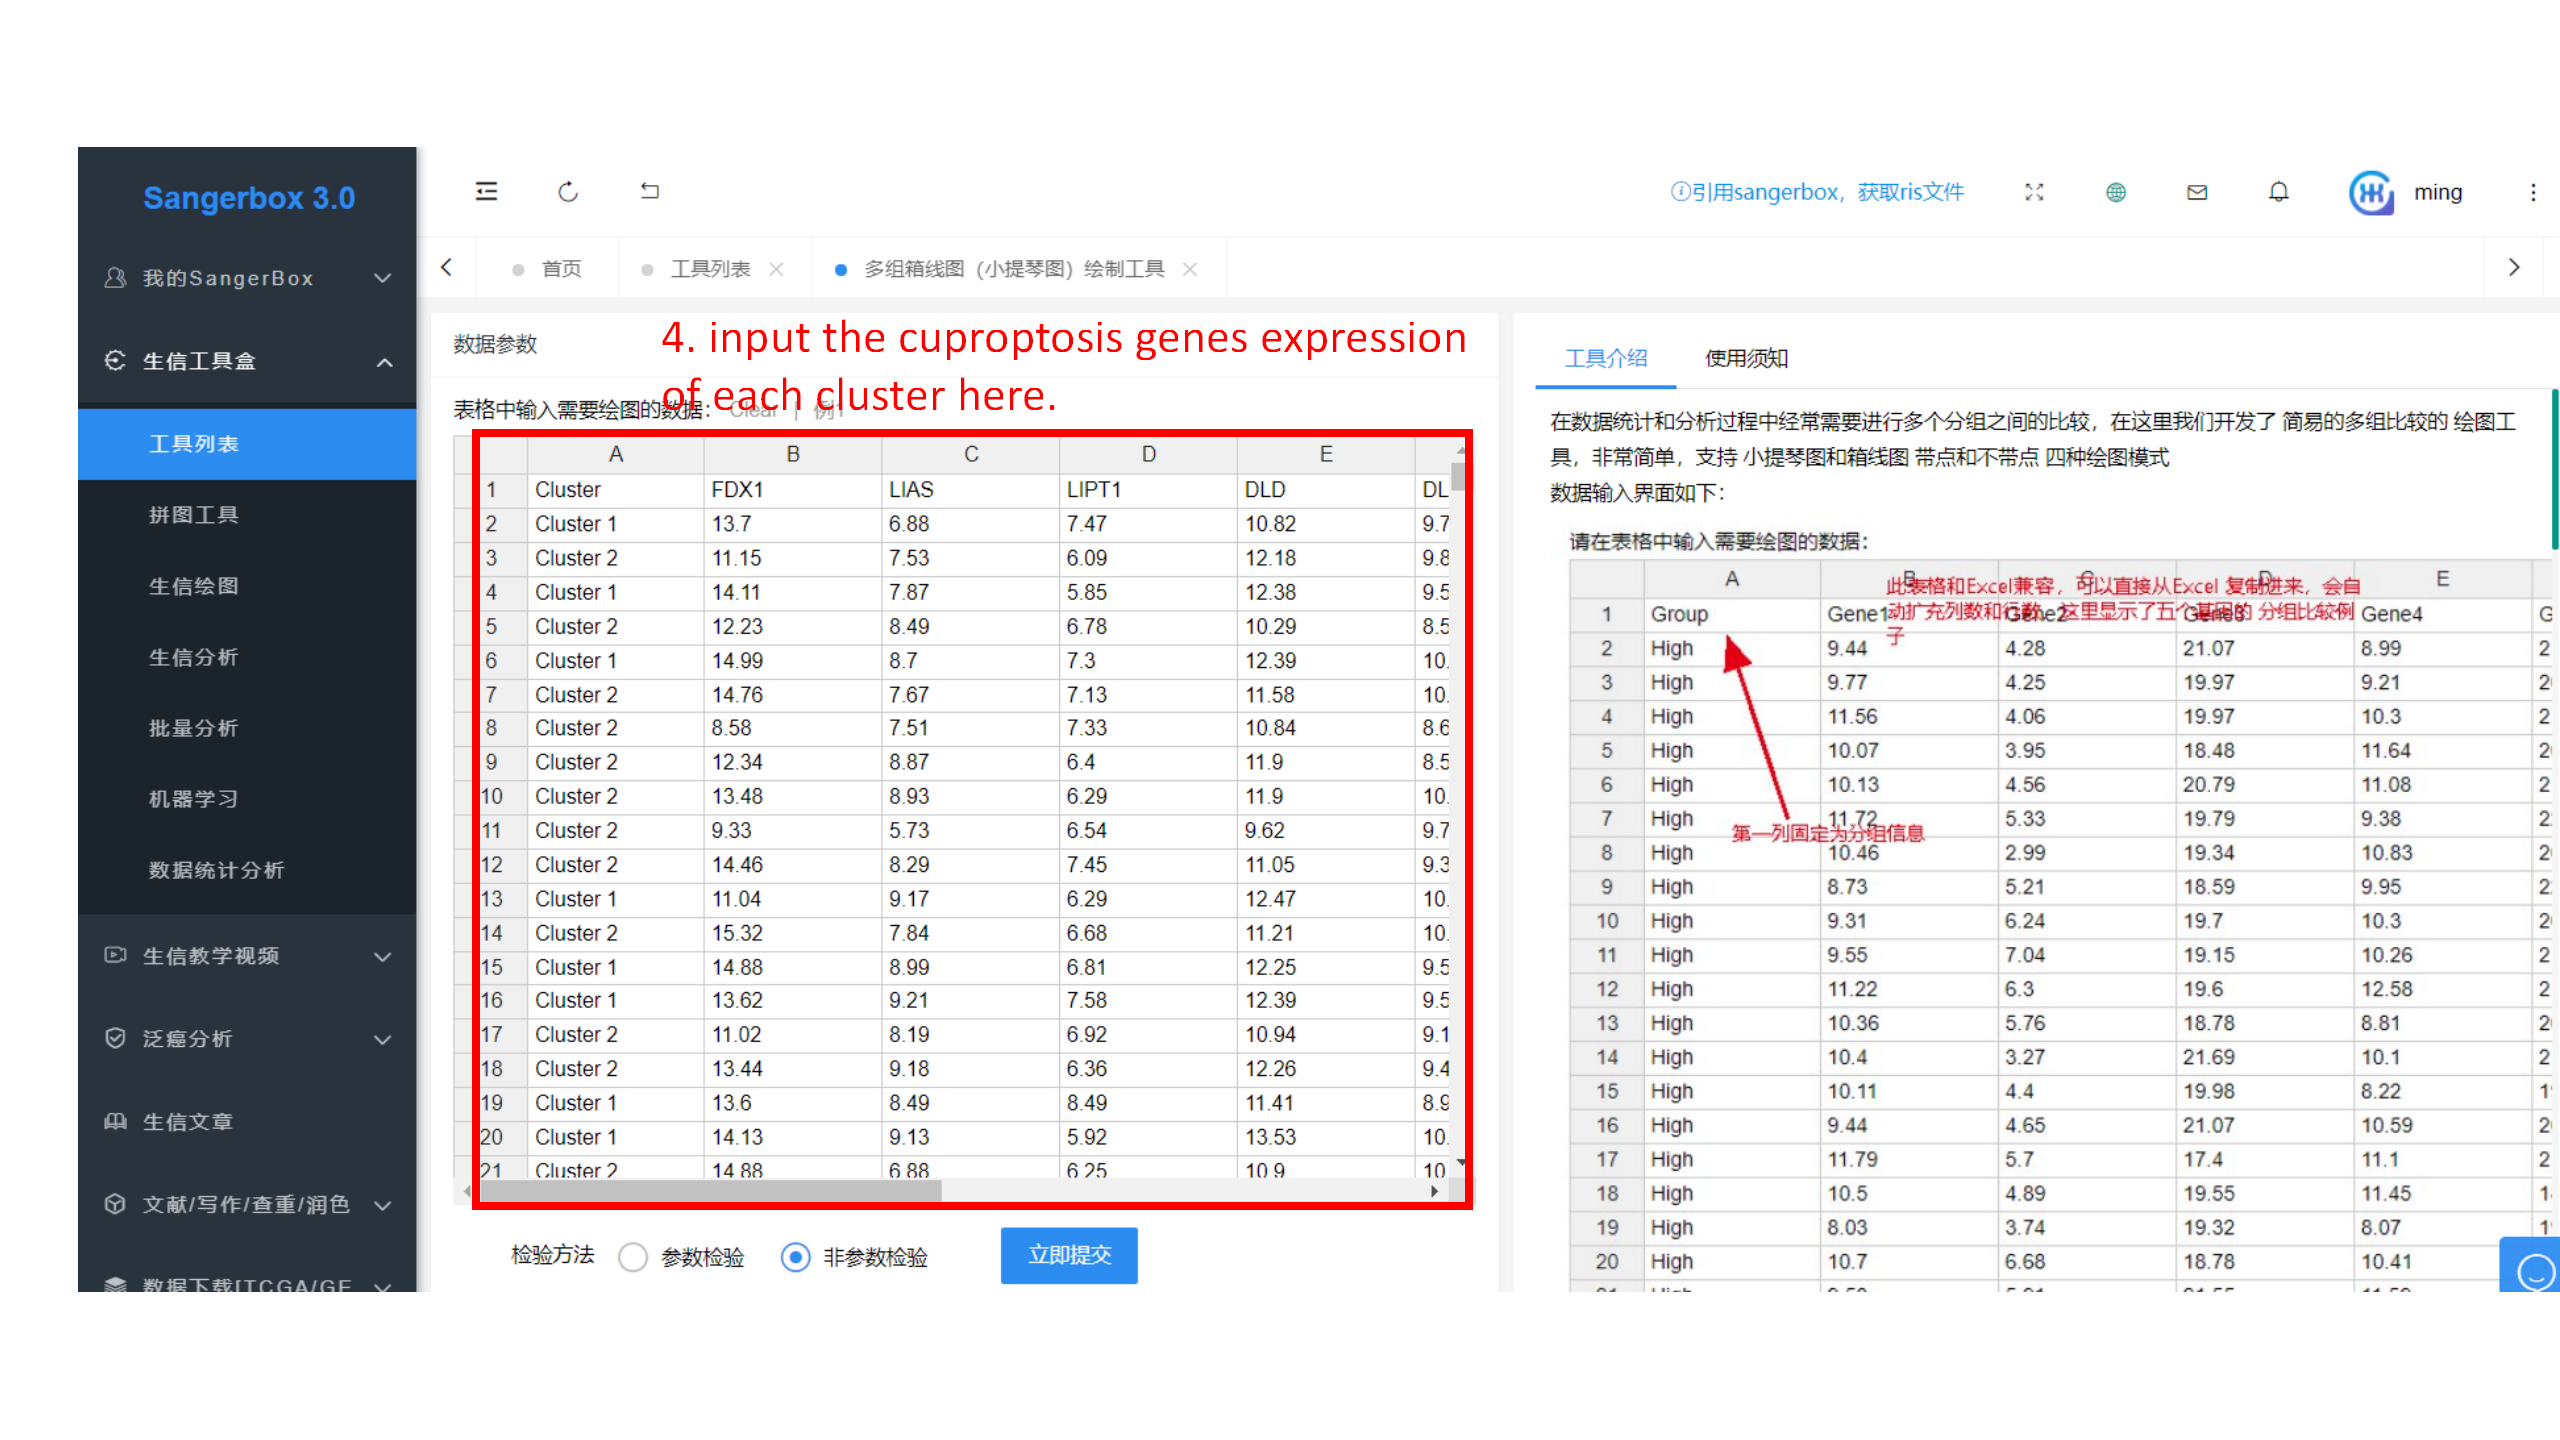 Sangerbox 3.0
我的SangerBox
生信工具盒
工具列表
拼图工具
生信绘图
生信分析
批量分析
机器学习
数据统计分析
生信教学视频
泛癌分析
生信文章
文献/写作/查重/润色
数据下载[TCGA/GE
引用sangerbox，获取ris文件
ming
首页
工具列表
多组箱线图（小提琴图）绘制工具
数据参数
4. input the cuproptosis genes expression
of each cluster here.
表格中输入需要绘图的数据： Clear | 例1
A B C D E
1 Cluster FDX1 LIAS LIPT1 DLD DL
2 Cluster 1 13.7 6.88 7.47 10.82 9.7
3 Cluster 2 11.15 7.53 6.09 12.18 9.8
4 Cluster 1 14.11 7.87 5.85 12.38 9.5
5 Cluster 2 12.23 8.49 6.78 10.29 8.5
6 Cluster 1 14.99 8.7 7.3 12.39 10.
7 Cluster 2 14.76 7.67 7.13 11.58 10.
8 Cluster 2 8.58 7.51 7.33 10.84 8.6
9 Cluster 2 12.34 8.87 6.4 11.9 8.5
10 Cluster 2 13.48 8.93 6.29 11.9 10.
11 Cluster 2 9.33 5.73 6.54 9.62 9.7
12 Cluster 2 14.46 8.29 7.45 11.05 9.3
13 Cluster 1 11.04 9.17 6.29 12.47 10.
14 Cluster 2 15.32 7.84 6.68 11.21 10.
15 Cluster 1 14.88 8.99 6.81 12.25 9.5
16 Cluster 1 13.62 9.21 7.58 12.39 9.5
17 Cluster 2 11.02 8.19 6.92 10.94 9.1
18 Cluster 2 13.44 9.18 6.36 12.26 9.4
19 Cluster 1 13.6 8.49 8.49 11.41 8.9
20 Cluster 1 14.13 9.13 5.92 13.53 10.
21 Cluster 2 14.88 6.88 6.25 10.9 10
检验方法 参数检验 非参数检验 立即提交
工具介绍 使用须知
在数据统计和分析过程中经常需要进行多个分组之间的比较，在这里我们开发了 简易的多组比较的 绘图工
具，非常简单，支持 小提琴图和箱线图 带点和不带点 四种绘图模式
数据输入界面如下：
请在表格中输入需要绘图的数据：
此表格和Excel兼容，可以直接从Excel 复制进来，会自
动扩充列数和行数，这里显示了五个基因的 分组比较例
子
第一列固定为分组信息
A B C D E
1 Group Gene1 Gene2 Gene3 Gene4 G
2 High 9.44 4.28 21.07 8.99 2
3 High 9.77 4.25 19.97 9.21 2
4 High 11.56 4.06 19.97 10.3 2
5 High 10.07 3.95 18.48 11.64 2
6 High 10.13 4.56 20.79 11.08 2
7 High 11.72 5.33 19.79 9.38 2
8 High 10.46 2.99 19.34 10.83 2
9 High 8.73 5.21 18.59 9.95 2
10 High 9.31 6.24 19.7 10.3 2
11 High 9.55 7.04 19.15 10.26 2
12 High 11.22 6.3 19.6 12.58 2
13 High 10.36 5.76 18.78 8.81 2
14 High 10.4 3.27 21.69 10.1 2
15 High 10.11 4.4 19.98 8.22 1
16 High 9.44 4.65 21.07 10.59 2
17 High 11.79 5.7 17.4 11.1 2
18 High 10.5 4.89 19.55 11.45 1
19 High 8.03 3.74 19.32 8.07 1
20 High 10.7 6.68 18.78 10.41 2